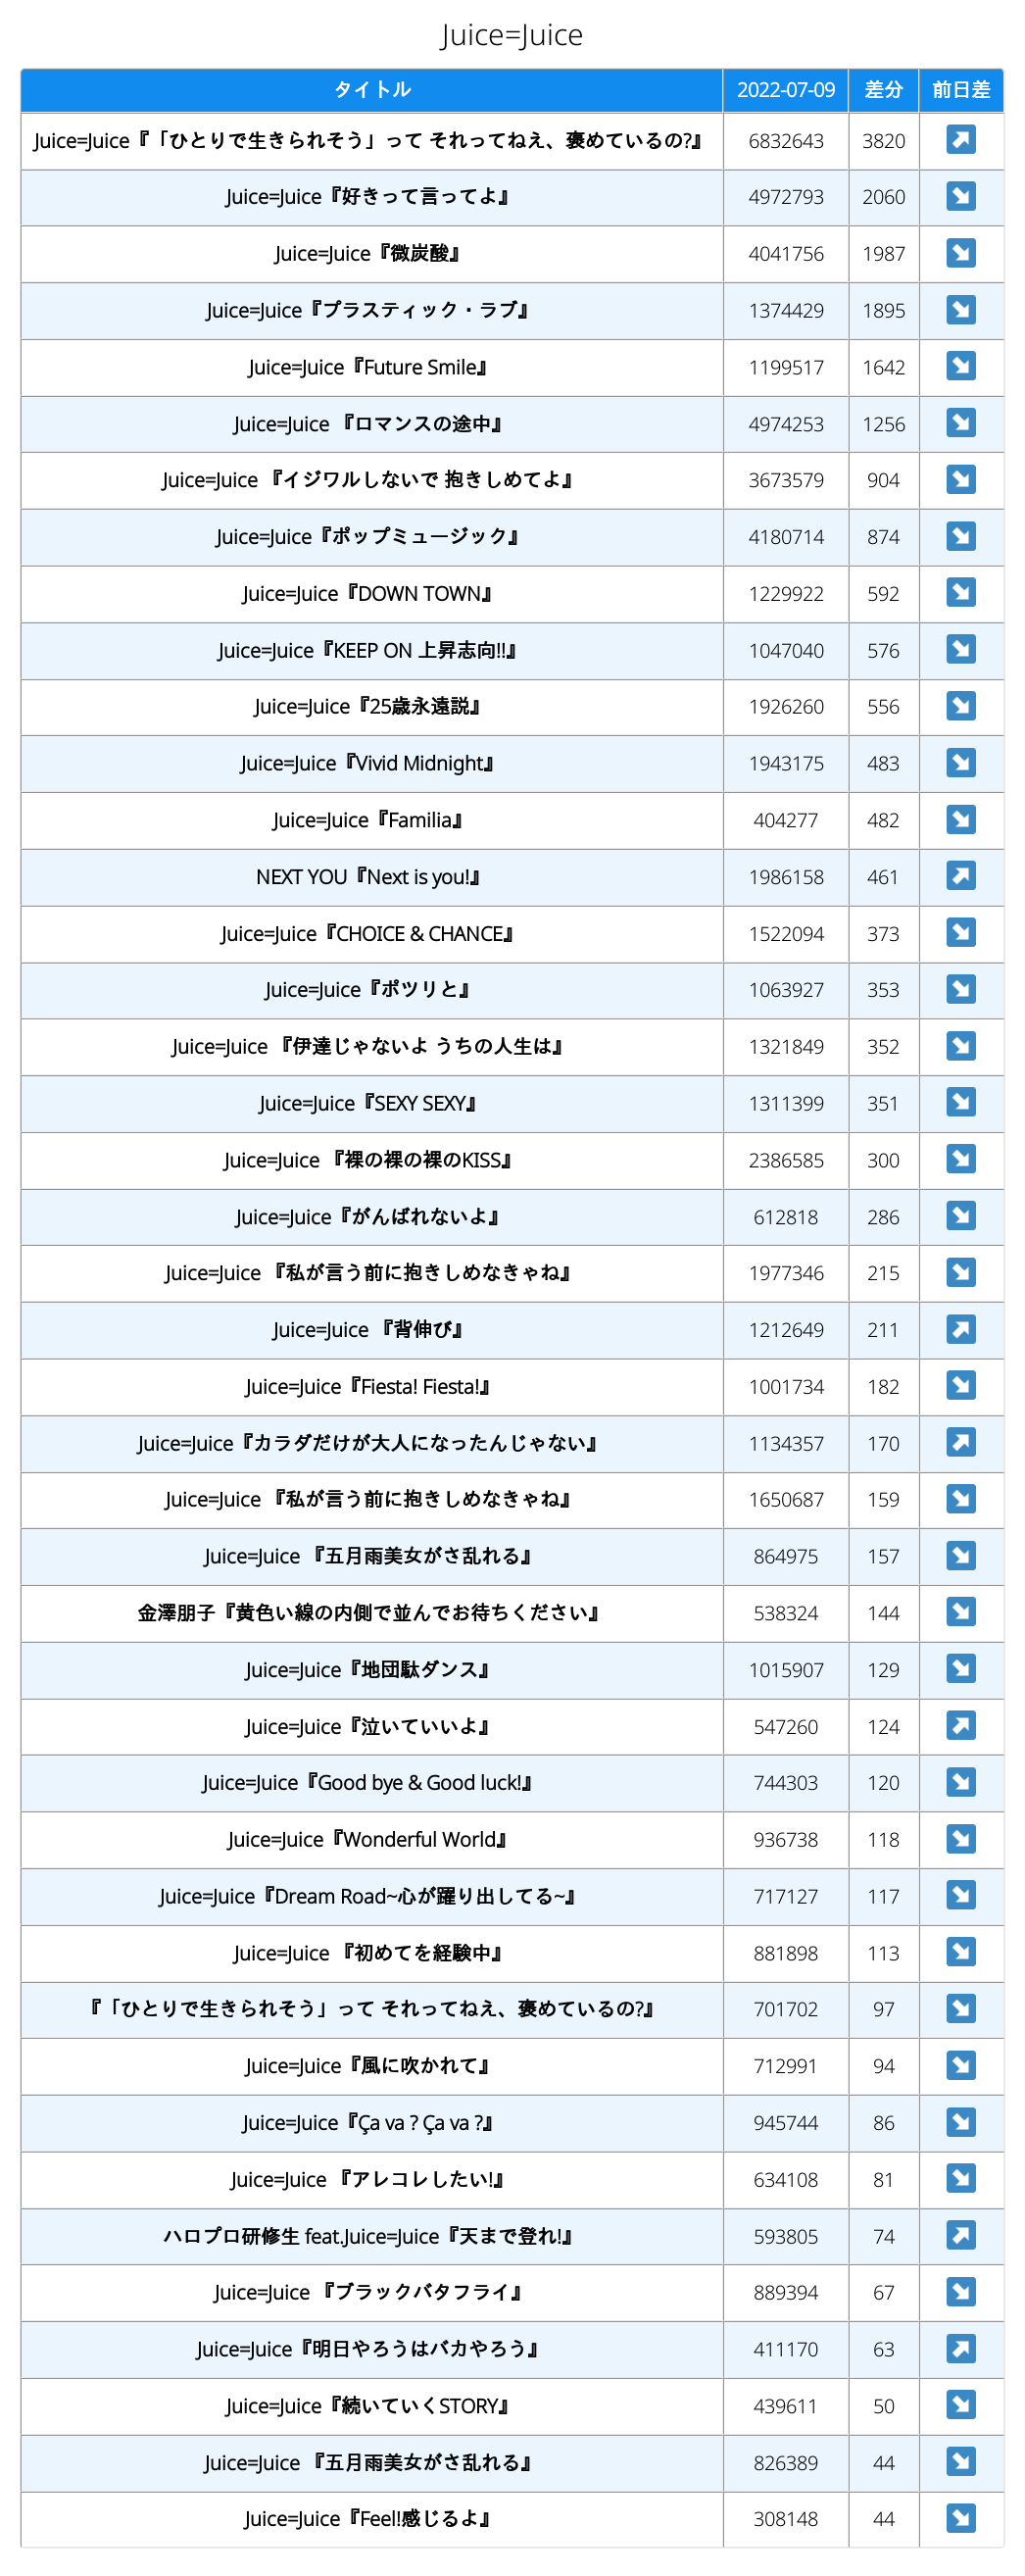 Juice=Juice
タイトル 2022-07-09 差分 前日差
Juice=Juice『「ひとりで生きられそう」って それってねえ、褒めているの?』 6832643 3820 ↗
Juice=Juice『好きって言ってよ』 4972793 2060 ↘
Juice=Juice『微炭酸』 4041756 1987 ↘
Juice=Juice『プラスティック・ラブ』 1374429 1895 ↘
Juice=Juice『Future Smile』 1199517 1642 ↘
Juice=Juice 『ロマンスの途中』 4974253 1256 ↘
Juice=Juice 『イジワルしないで 抱きしめてよ』 3673579 904 ↘
Juice=Juice『ポップミュージック』 4180714 874 ↘
Juice=Juice『DOWN TOWN』 1229922 592 ↘
Juice=Juice『KEEP ON 上昇志向!!』 1047040 576 ↘
Juice=Juice『25歳永遠説』 1926260 556 ↘
Juice=Juice『Vivid Midnight』 1943175 483 ↘
Juice=Juice『Familia』 404277 482 ↘
NEXT YOU『Next is you!』 1986158 461 ↗
Juice=Juice『CHOICE & CHANCE』 1522094 373 ↘
Juice=Juice『ポツリと』 1063927 353 ↘
Juice=Juice 『伊達じゃないよ うちの人生は』 1321849 352 ↘
Juice=Juice『SEXY SEXY』 1311399 351 ↘
Juice=Juice 『裸の裸の裸のKISS』 2386585 300 ↘
Juice=Juice『がんばれないよ』 612818 286 ↘
Juice=Juice 『私が言う前に抱きしめなきゃね』 1977346 215 ↘
Juice=Juice 『背伸び』 1212649 211 ↗
Juice=Juice『Fiesta! Fiesta!』 1001734 182 ↘
Juice=Juice『カラダだけが大人になったんじゃない』 1134357 170 ↗
Juice=Juice 『私が言う前に抱きしめなきゃね』 1650687 159 ↘
Juice=Juice 『五月雨美女がさ乱れる』 864975 157 ↘
金澤朋子『黄色い線の内側で並んでお待ちください』 538324 144 ↘
Juice=Juice『地団駄ダンス』 1015907 129 ↘
Juice=Juice『泣いていいよ』 547260 124 ↗
Juice=Juice『Good bye & Good luck!』 744303 120 ↘
Juice=Juice『Wonderful World』 936738 118 ↘
Juice=Juice『Dream Road~心が躍り出してる~』 717127 117 ↘
Juice=Juice 『初めてを経験中』 881898 113 ↘
『「ひとりで生きられそう」って それってねえ、褒めているの?』 701702 97 ↘
Juice=Juice『風に吹かれて』 712991 94 ↘
Juice=Juice『Ça va ? Ça va ?』 945744 86 ↘
Juice=Juice 『アレコレしたい!』 634108 81 ↘
ハロプロ研修生 feat.Juice=Juice『天まで登れ!』 593805 74 ↗
Juice=Juice 『ブラックバタフライ』 889394 67 ↘
Juice=Juice『明日やろうはバカやろう』 411170 63 ↗
Juice=Juice『続いていくSTORY』 439611 50 ↘
Juice=Juice 『五月雨美女がさ乱れる』 826389 44 ↘
Juice=Juice『Feel!感じるよ』 308148 44 ↘